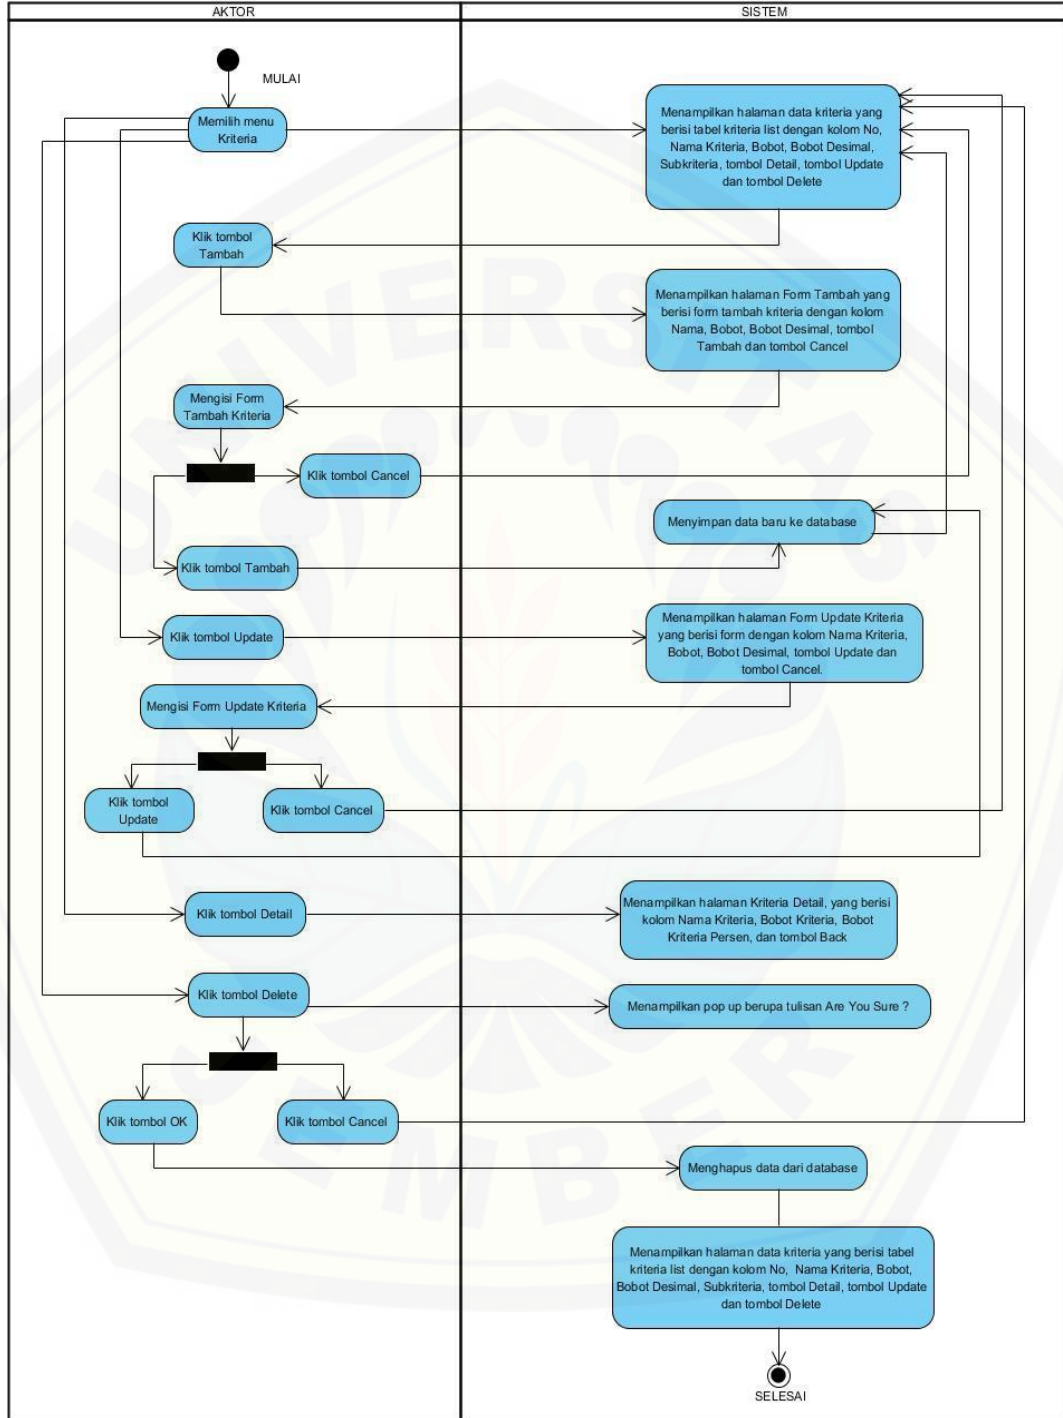 AKTOR
SISTEM
MULAI
Memilih menu
Kriteria
Menampilkan halaman data kriteria yang
berisi tabel kriteria list dengan kolom No,
Nama Kriteria, Bobot, Bobot Desimal,
Subkriteria, tombol Detail, tombol Update
dan tombol Delete
Klik tombol
Tambah
Menampilkan halaman Form Tambah yang
berisi form tambah kriteria dengan kolom
Nama, Bobot, Bobot Desimal, tombol
Tambah dan tombol Cancel
Mengisi Form
Tambah Kriteria
Klik tombol Cancel
Menyimpan data baru ke database
Klik tombol Tambah
Klik tombol Update
Menampilkan halaman Form Update Kriteria
yang berisi form dengan kolom Nama Kriteria,
Bobot, Bobot Desimal, tombol Update dan
tombol Cancel.
Mengisi Form Update Kriteria
Klik tombol
Update
Klik tombol Cancel
Klik tombol Detail
Menampilkan halaman Kriteria Detail, yang berisi
kolom Nama Kriteria, Bobot Kriteria, Bobot
Kriteria Persen, dan tombol Back
Klik tombol Delete
Menampilkan pop up berupa tulisan Are You Sure ?
Klik tombol OK
Klik tombol Cancel
Menghapus data dari database
Menampilkan halaman data kriteria yang berisi tabel
kriteria list dengan kolom No, Nama Kriteria, Bobot,
Bobot Desimal, Subkriteria, tombol Detail, tombol Update
dan tombol Delete
SELESAI
UNIVERSITAS
JEMBER